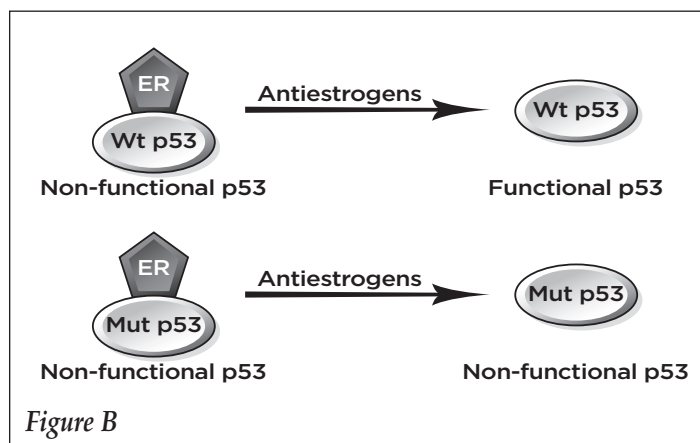 ER
Antiestrogens
Wt p53
Wt p53
Non-functional p53
Functional p53
ER
Antiestrogens
Mut p53
Mut p53
Non-functional p53
Non-functional p53
Figure B